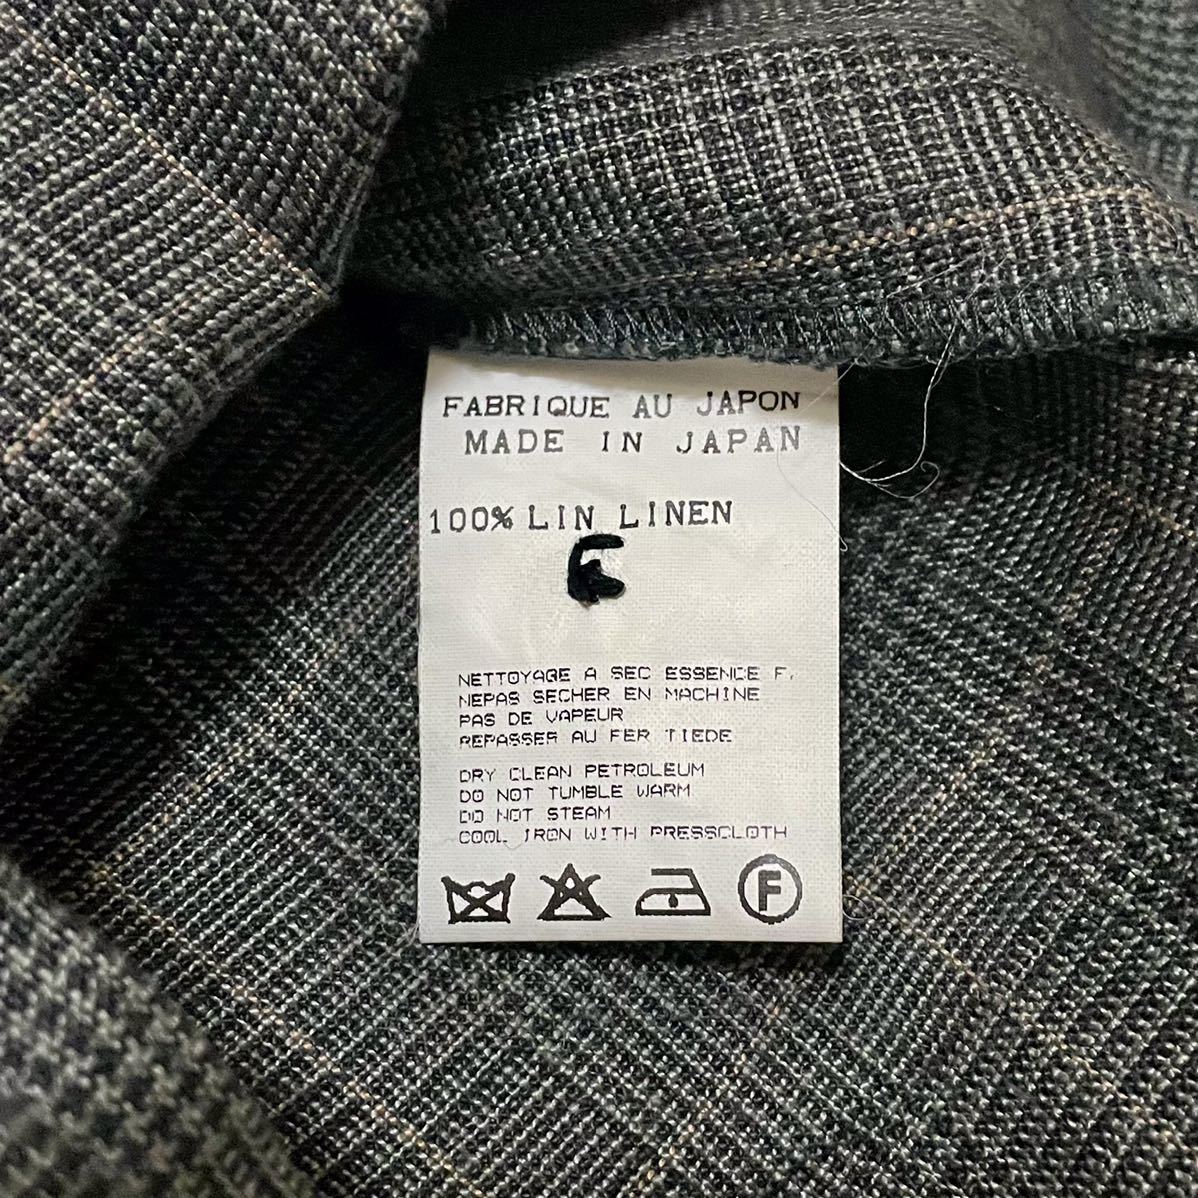 FABRIQUE AU JAPON
MADE IN JAPAN
100% LIN LINEN
NETTOYAGE A SEC ESSENCE F.
NEPAS SECHER EN MACHINE
PAS DE VAPEUR
REPASSER AU FER TIEDE
DRY CLEAN PETROLEUM
DO NOT TUMBLE WARM
DO NOT STEAM
COOL IRON WITH PRESSCLOTH
F